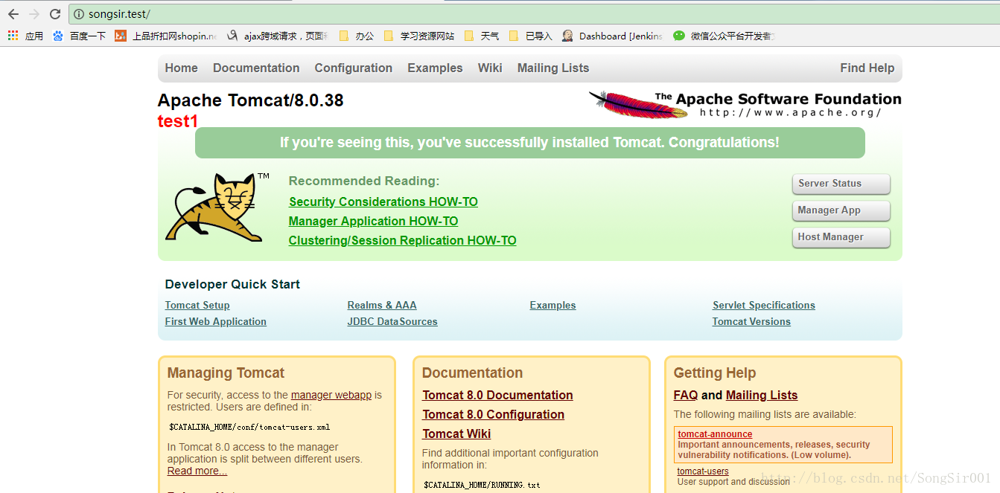 songsir.test/
应用 百度一下 上品折扣网shopin.ne ajax跨域请求，页面 办公 学习资源网站 天气 已导入 Dashboard [Jenkins 微信公众平台开发者
Home Documentation Configuration Examples Wiki Mailing Lists Find Help
Apache Tomcat/8.0.38
The Apache Software Foundation
http://www.apache.org/
test1
If you're seeing this, you've successfully installed Tomcat. Congratulations!
TM
Recommended Reading:
Security Considerations HOW-TO
Manager Application HOW-TO
Clustering/Session Replication HOW-TO
Server Status
Manager App
Host Manager
Developer Quick Start
Tomcat Setup
First Web Application
Realms & AAA
JDBC DataSources
Examples
Servlet Specifications
Tomcat Versions
Managing Tomcat
For security, access to the manager webapp is
restricted. Users are defined in:
$CATALINA_HOME/conf/tomcat-users.xml
In Tomcat 8.0 access to the manager
application is split between different users.
Read more...
Documentation
Tomcat 8.0 Documentation
Tomcat 8.0 Configuration
Tomcat Wiki
Find additional important configuration
information in:
$CATALINA_HOME/RUNNING.txt
Getting Help
FAQ and Mailing Lists
The following mailing lists are available:
tomcat-announce
Important announcements, releases, security
vulnerability notifications. (Low volume).
tomcat-users
User support and discussion
http://blog.csdn.net/SongSir001